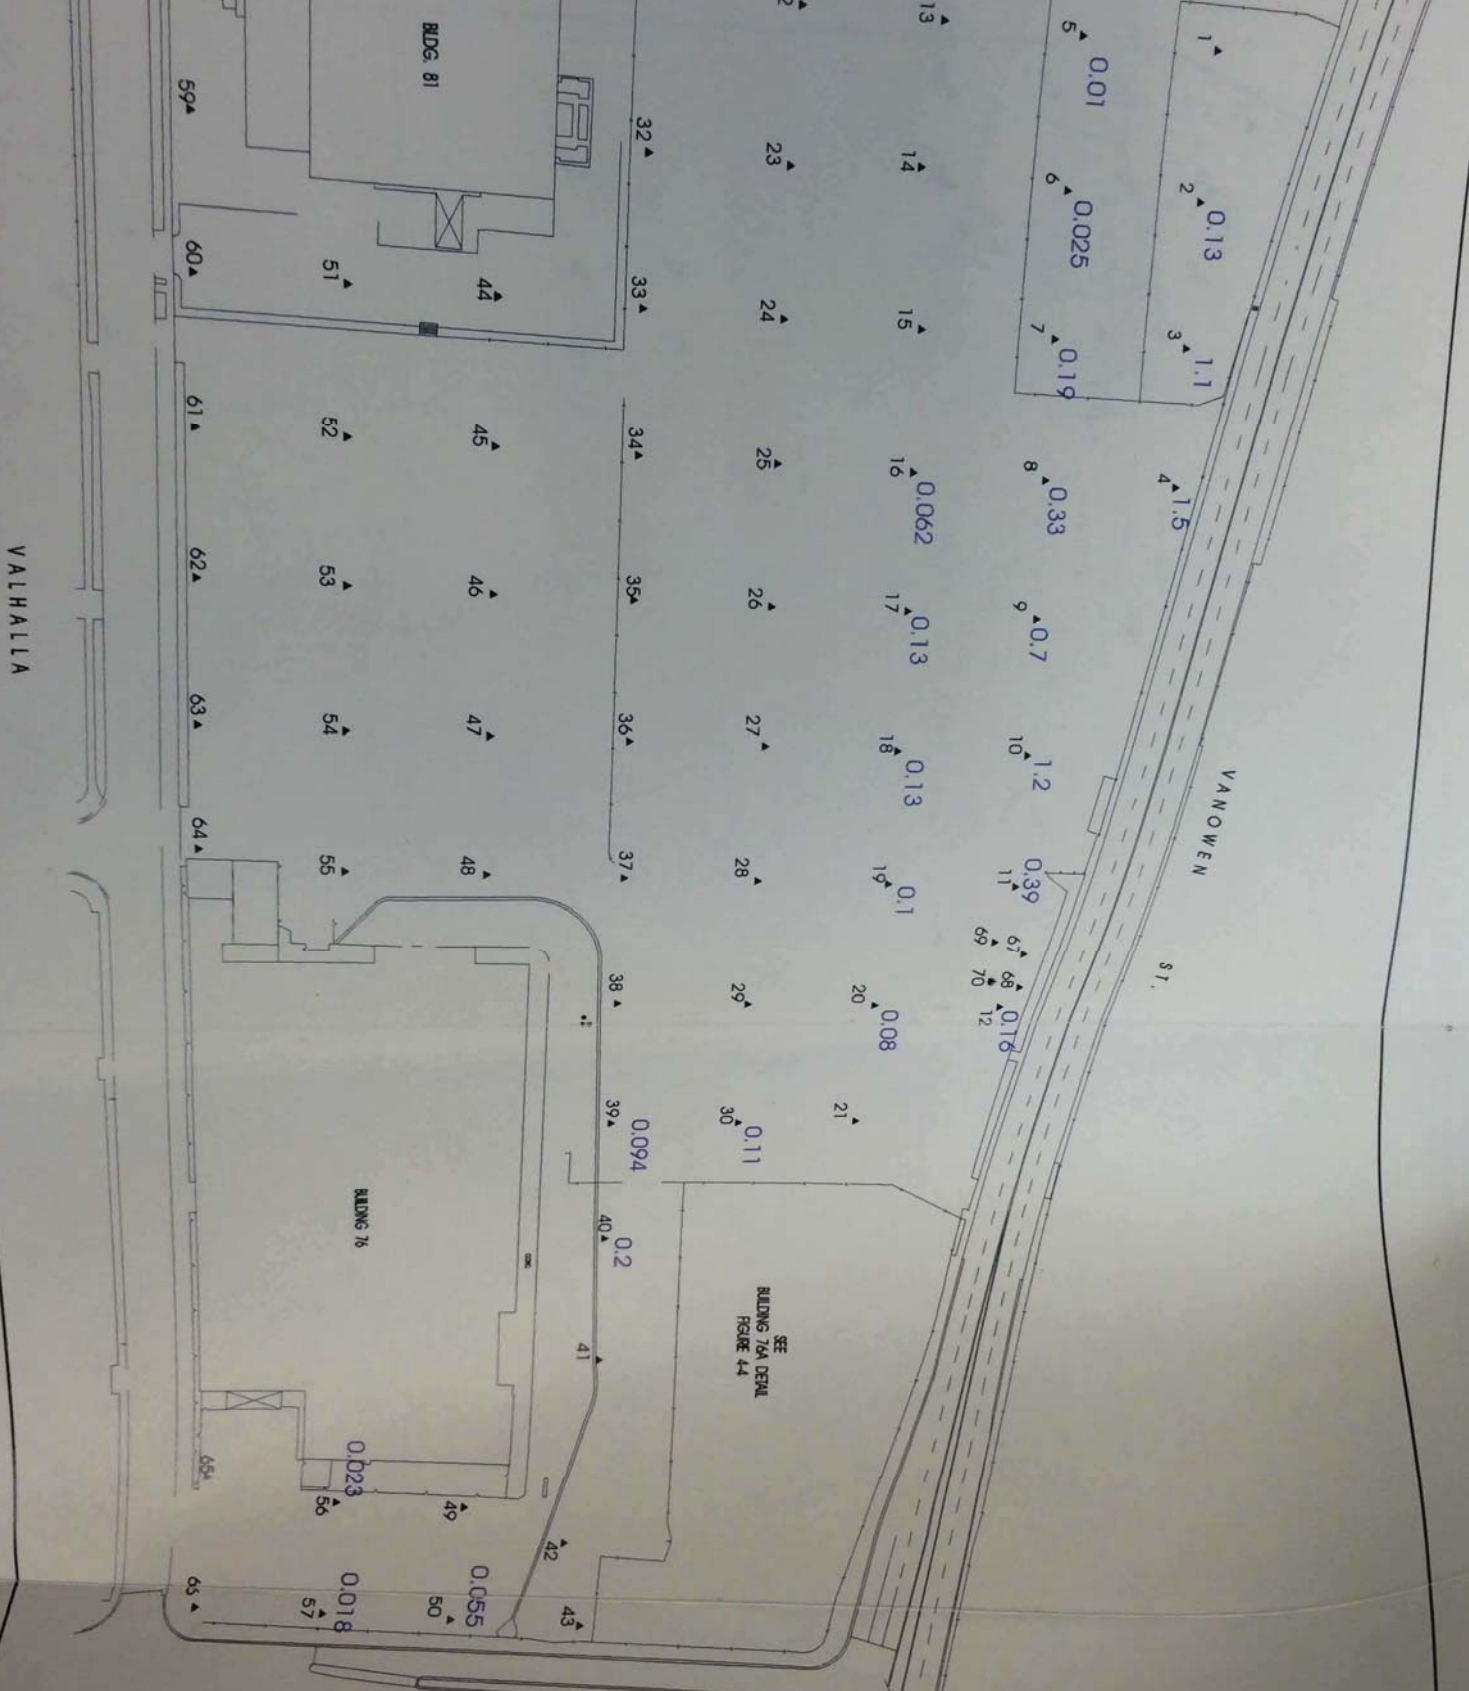 VANOWEN ST.
1 2 0.13 3 1.1 4 1.5
5 0.01 6 0.025 7 0.19 8 0.33 9 0.7 10 1.2 11 0.39 67 68 12 0.16
69 70
13 14 15 16 0.062 17 0.13 18 0.13 19 0.1 20 0.08 21
23 24 25 26 27 28 29 30 0.11
SEE
BUILDING 76A DETAIL
FIGURE 4-4
32 33 34 35 36 37 38 39 0.094 40 0.2 41 42 43
BLDG. 81
44 45 46 47 48 49 50 0.055
BUILDING 76
51 52 53 54 55 56 0.023 57 0.018
59 60 61 62 63 64 65 66
VALHALLA